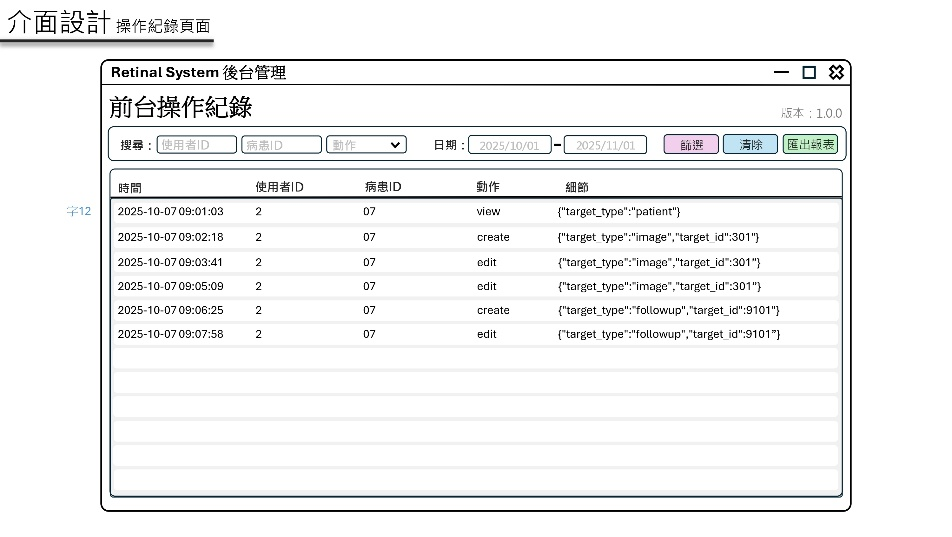 介面設計 操作紀錄頁面
Retinal System 後台管理
前台操作紀錄
版本：1.0.0
搜尋： 使用者ID 病患ID 動作 日期： 2025/10/01 – 2025/11/01 篩選 清除 匯出報表
時間 使用者ID 病患ID 動作 細節
字12
2025-10-07 09:01:03 2 07 view {"target_type":"patient"}
2025-10-07 09:02:18 2 07 create {"target_type":"image","target_id":301"}
2025-10-07 09:03:41 2 07 edit {"target_type":"image","target_id":301"}
2025-10-07 09:05:09 2 07 edit {"target_type":"image","target_id":301"}
2025-10-07 09:06:25 2 07 create {"target_type":"followup","target_id":9101"}
2025-10-07 09:07:58 2 07 edit {"target_type":"followup","target_id":9101"}